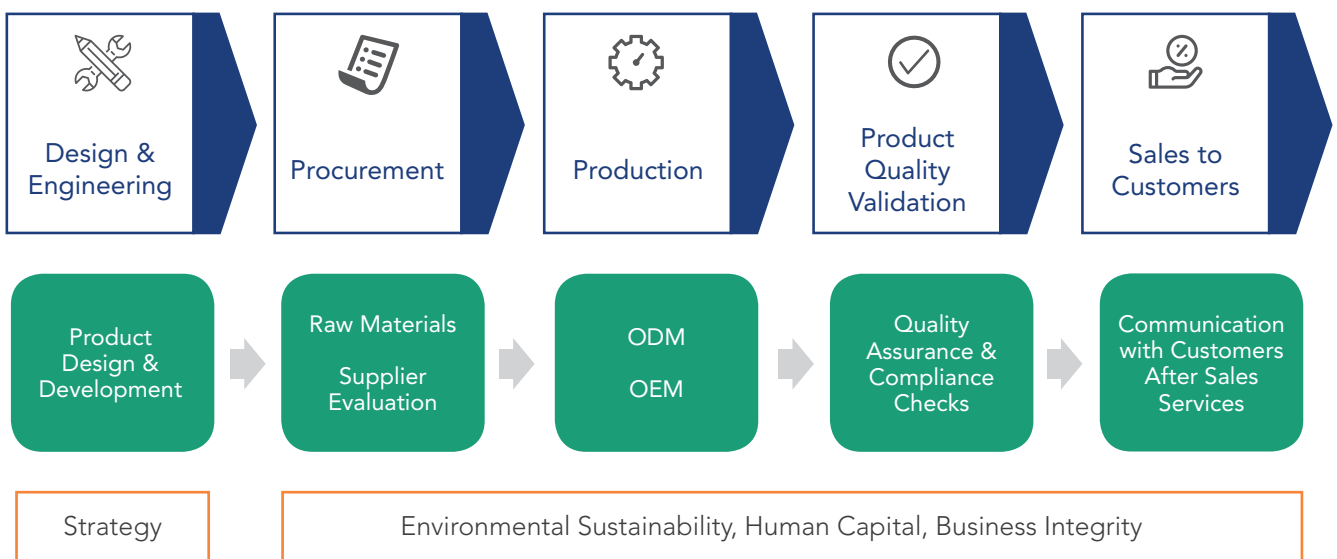 Design &
Engineering
Procurement
Production
Product
Quality
Validation
Sales to
Customers
Product
Design &
Development
Raw Materials
Supplier
Evaluation
ODM
OEM
Quality
Assurance &
Compliance
Checks
Communication
with Customers
After Sales
Services
Strategy
Environmental Sustainability, Human Capital, Business Integrity